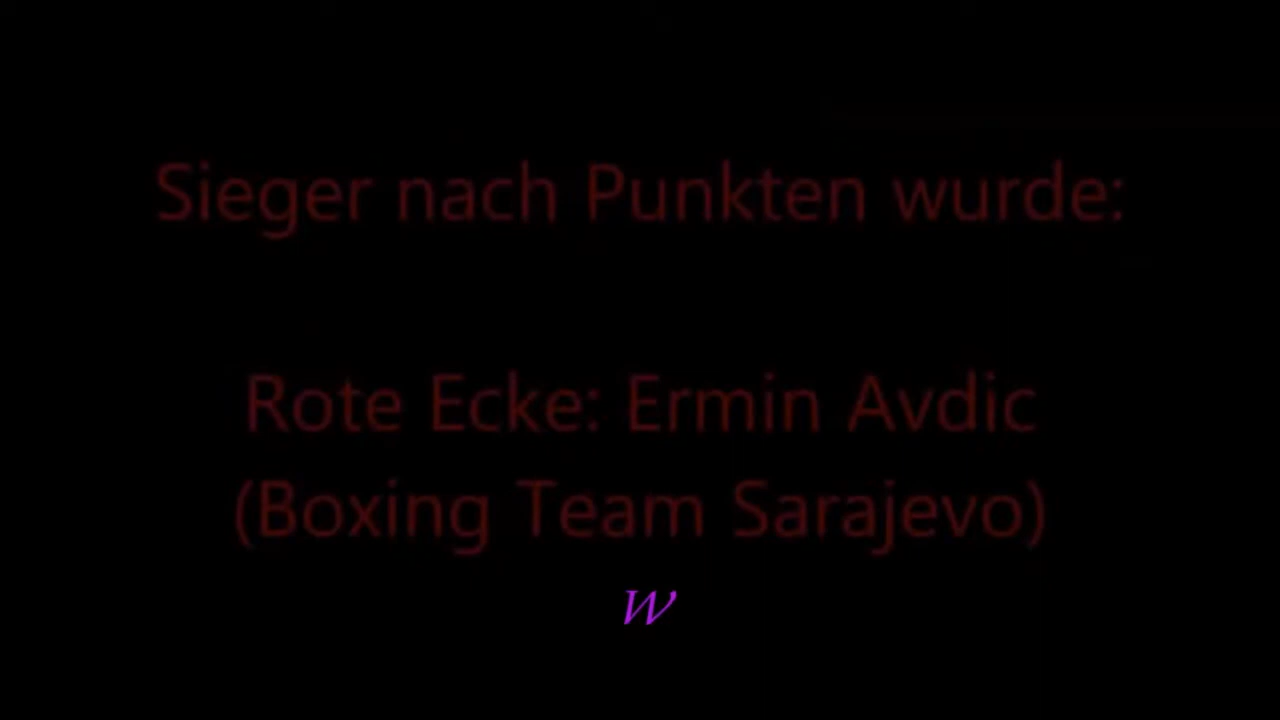 Sieger nach Punkten wurde:
Rote Ecke: Ermin Avdic
(Boxing Team Sarajevo)
W